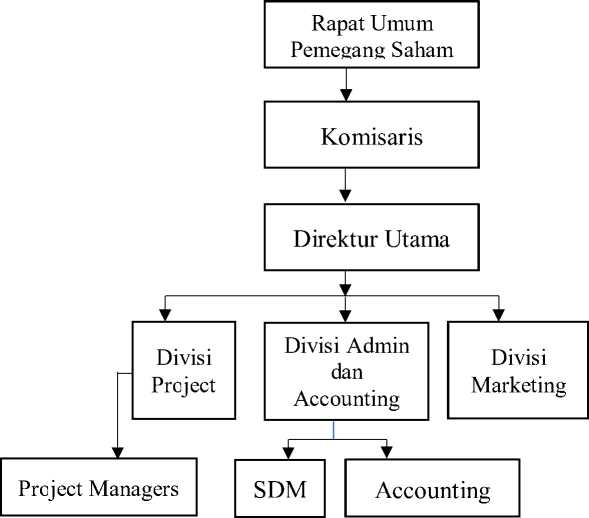 Rapat Umum
Pemegang Saham
Komisaris
Direktur Utama
Divisi
Project
Divisi Admin
dan
Accounting
Divisi
Marketing
Project Managers
SDM
Accounting